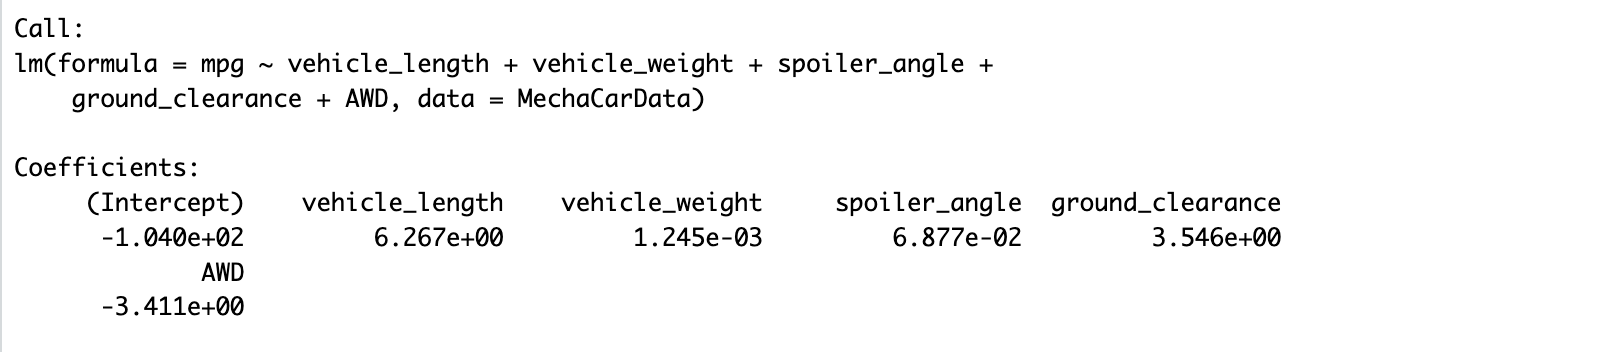 Call:
lm(formula = mpg ~ vehicle_length + vehicle_weight + spoiler_angle +
    ground_clearance + AWD, data = MechaCarData)

Coefficients:
     (Intercept)    vehicle_length    vehicle_weight     spoiler_angle  ground_clearance
      -1.040e+02         6.267e+00         1.245e-03         6.877e-02         3.546e+00
             AWD
      -3.411e+00